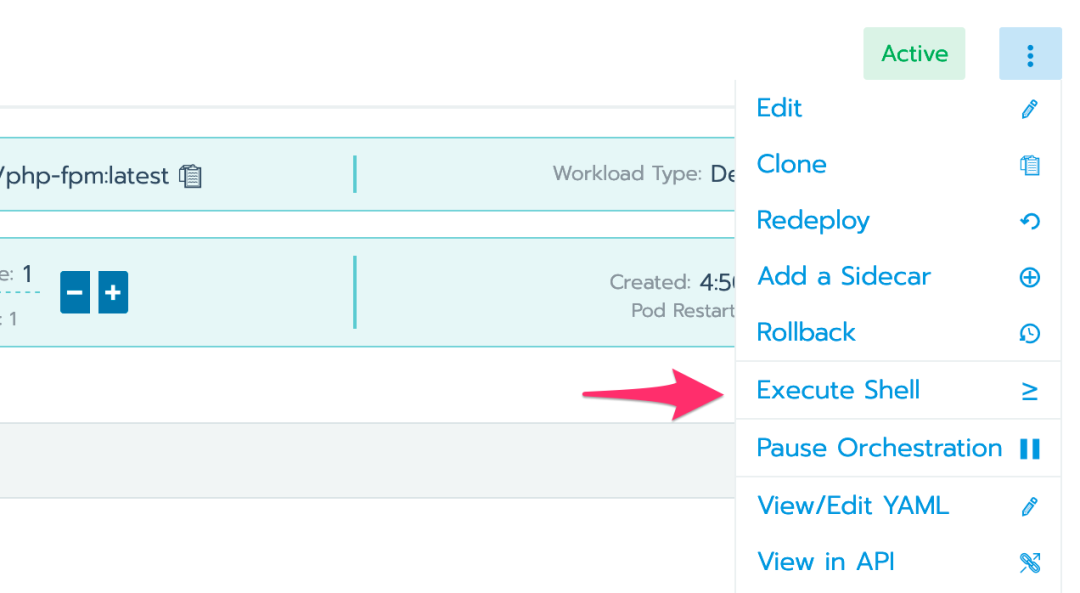 Active
Edit
Clone
/php-fpm:latest
Workload Type: De
Redeploy
Add a Sidecar
e: 1
Created: 4:50
: 1
Pod Restart
Rollback
Execute Shell
Pause Orchestration
View/Edit YAML
View in API